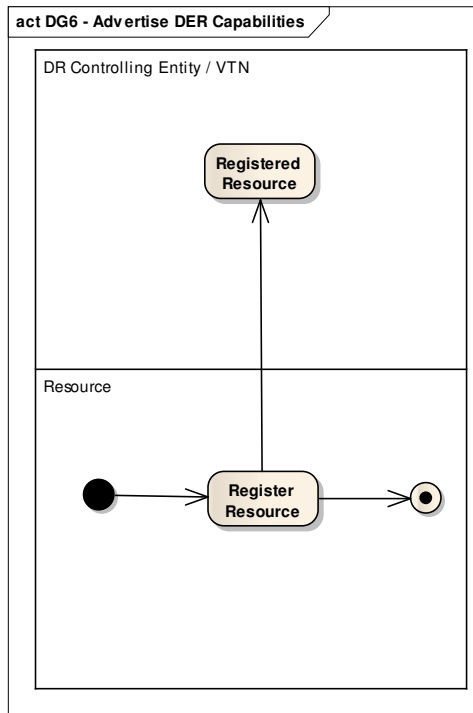 act DG6 - Advertise DER Capabilities
DR Controlling Entity / VTN
Registered
Resource
Resource
Register
Resource